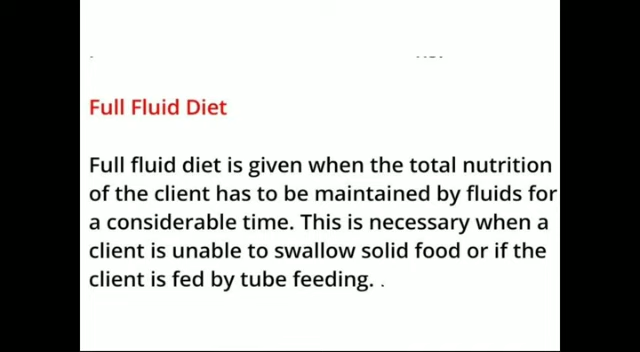 Full Fluid Diet
Full fluid diet is given when the total nutrition
of the client has to be maintained by fluids for
a considerable time. This is necessary when a
client is unable to swallow solid food or if the
client is fed by tube feeding. .